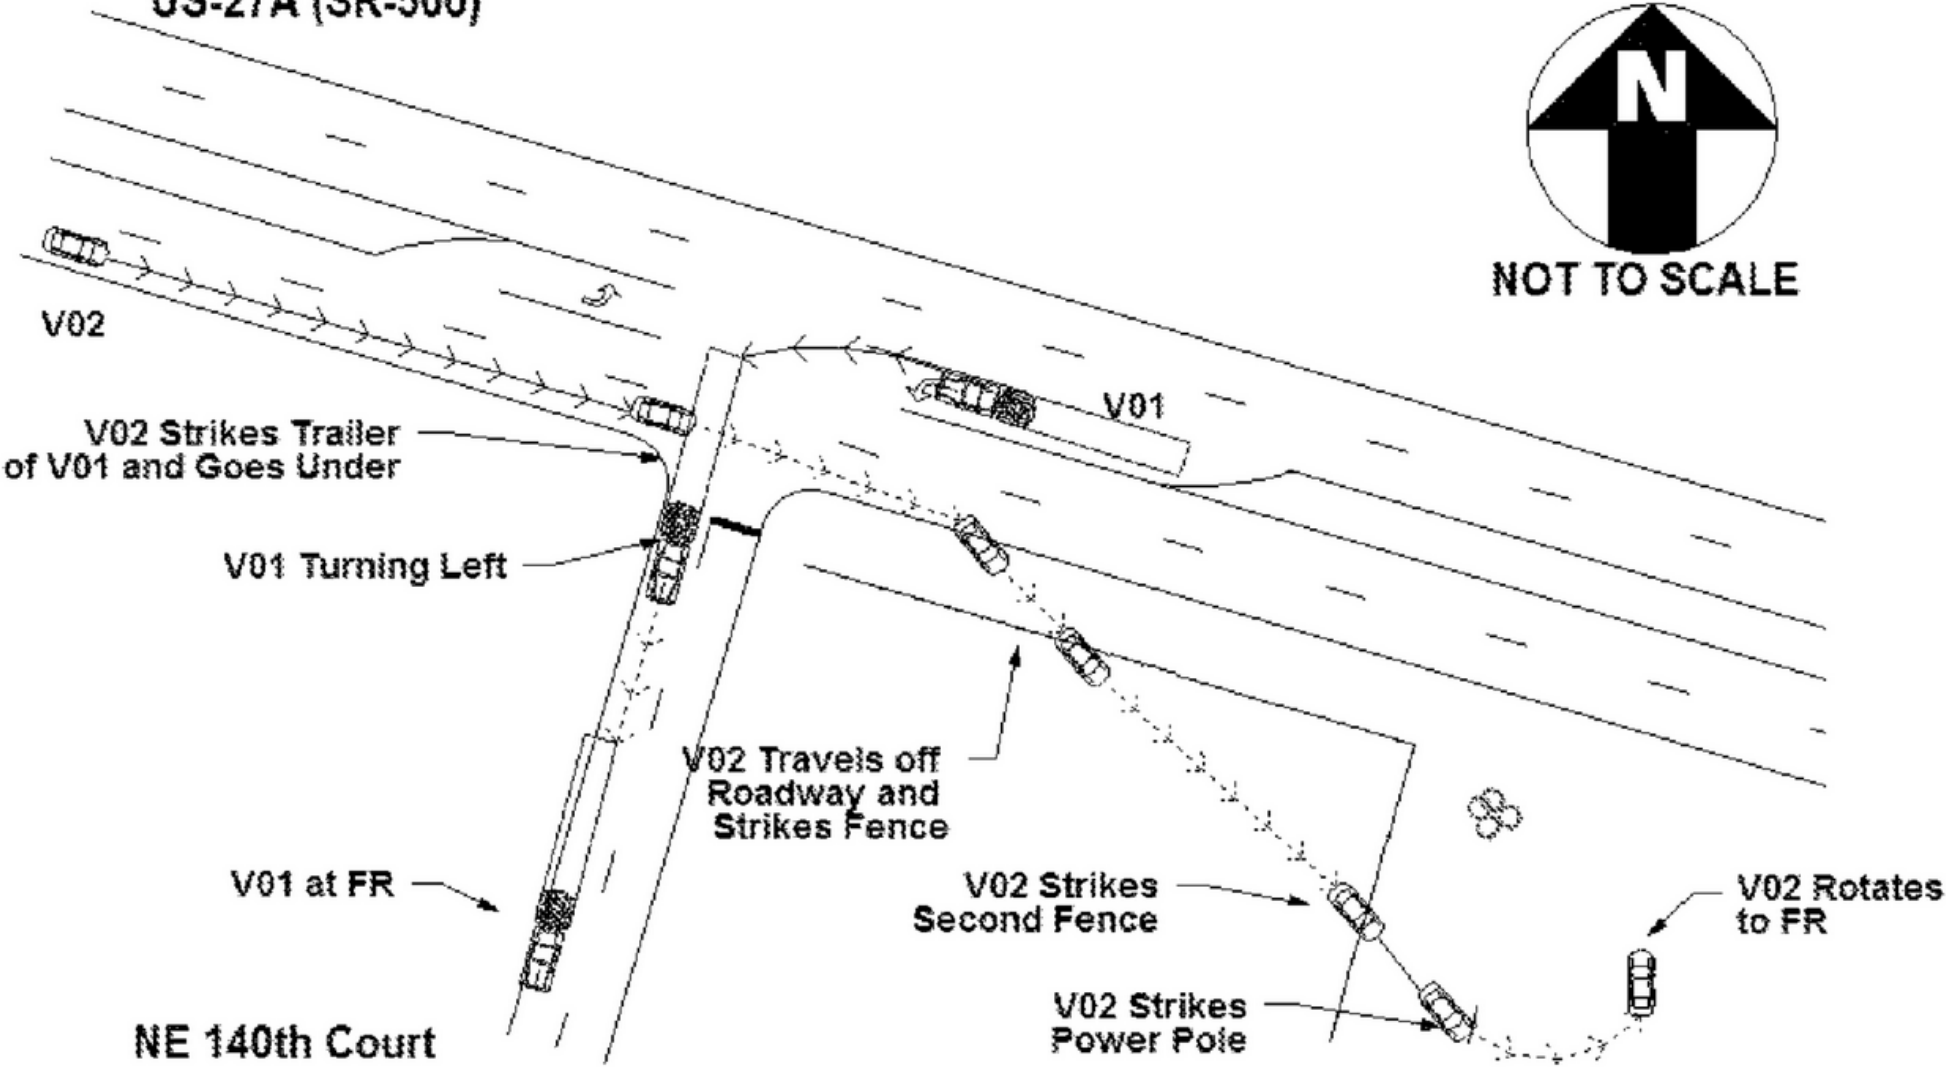 US-27A (SR-500)
N
NOT TO SCALE
V02
V01
V02 Strikes Trailer
of V01 and Goes Under
V01 Turning Left
V02 Travels off
Roadway and
Strikes Fence
V01 at FR
V02 Strikes
Second Fence
V02 Rotates
to FR
V02 Strikes
Power Pole
NE 140th Court